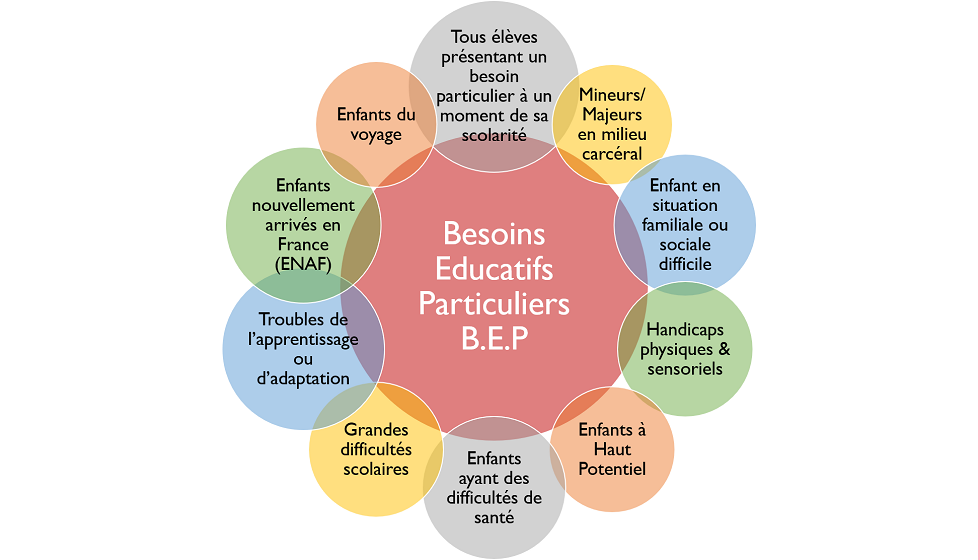 Tous élèves
présentant un
besoin
particulier à un
moment de sa
scolarité
Mineurs/
Majeurs
en milieu
carcéral
Enfant en
situation
familiale ou
sociale
difficile
Handicaps
physiques &
sensoriels
Enfants à
Haut
Potentiel
Enfants
ayant des
difficultés de
santé
Grandes
difficultés
scolaires
Troubles de
l’apprentissage
ou
d’adaptation
Enfants
nouvellement
arrivés en
France
(ENAF)
Enfants du
voyage
Besoins
Educatifs
Particuliers
B.E.P